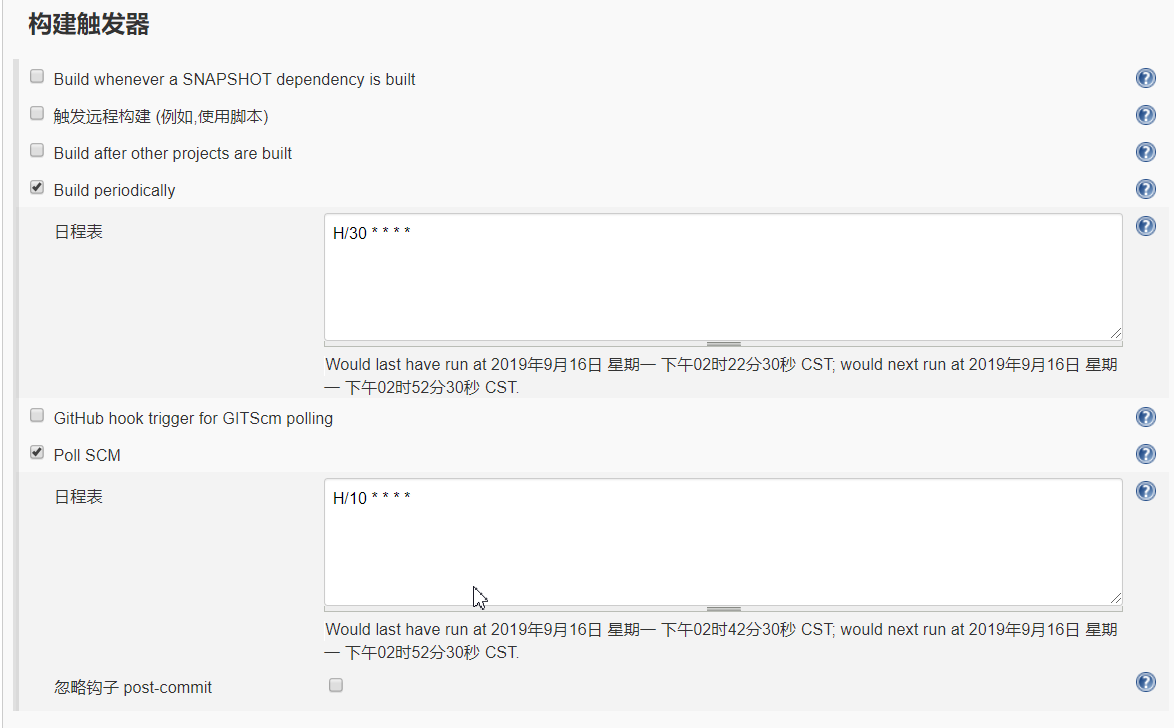 构建触发器
Build whenever a SNAPSHOT dependency is built
触发远程构建 (例如,使用脚本)
Build after other projects are built
Build periodically
日程表
H/30 * * * *
Would last have run at 2019年9月16日 星期一 下午02时22分30秒 CST; would next run at 2019年9月16日 星期
一 下午02时52分30秒 CST.
GitHub hook trigger for GITScm polling
Poll SCM
日程表
H/10 * * * *
Would last have run at 2019年9月16日 星期一 下午02时42分30秒 CST; would next run at 2019年9月16日 星期
一 下午02时52分30秒 CST.
忽略钩子 post-commit